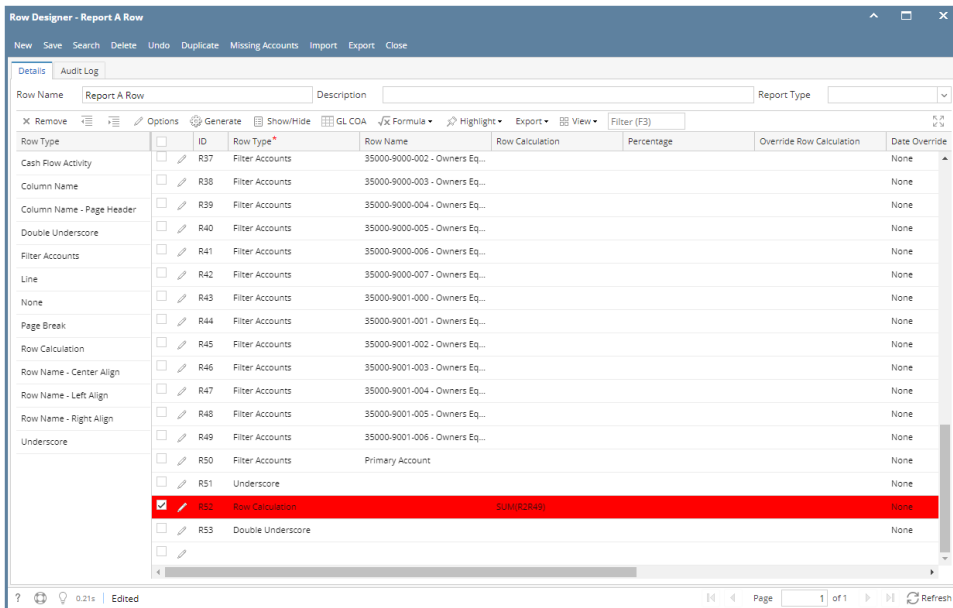 Row Designer - Report A Row
New Save Search Delete Undo Duplicate Missing Accounts Import Export Close
Details Audit Log
Row Name Report A Row Description Report Type
Remove Options Generate Show/Hide GL COA Formula Highlight Export View Filter (F3)
Row Type ID Row Type* Row Name Row Calculation Percentage Override Row Calculation Date Override
Cash Flow Activity R37 Filter Accounts 35000-9000-002 - Owners Eq... None
Column Name R38 Filter Accounts 35000-9000-003 - Owners Eq... None
Column Name - Page Header R39 Filter Accounts 35000-9000-004 - Owners Eq... None
Double Underscore R40 Filter Accounts 35000-9000-005 - Owners Eq... None
Filter Accounts R41 Filter Accounts 35000-9000-006 - Owners Eq... None
Line R42 Filter Accounts 35000-9000-007 - Owners Eq... None
None R43 Filter Accounts 35000-9001-000 - Owners Eq... None
Page Break R44 Filter Accounts 35000-9001-001 - Owners Eq... None
Row Calculation R45 Filter Accounts 35000-9001-002 - Owners Eq... None
Row Name - Center Align R46 Filter Accounts 35000-9001-003 - Owners Eq... None
Row Name - Left Align R47 Filter Accounts 35000-9001-004 - Owners Eq... None
Row Name - Right Align R48 Filter Accounts 35000-9001-005 - Owners Eq... None
Underscore R49 Filter Accounts 35000-9001-006 - Owners Eq... None
R50 Filter Accounts Primary Account None
R51 Underscore None
R52 Row Calculation SUM(R2R49) None
R53 Double Underscore None
? 0.21s Edited Page 1 of 1 Refresh